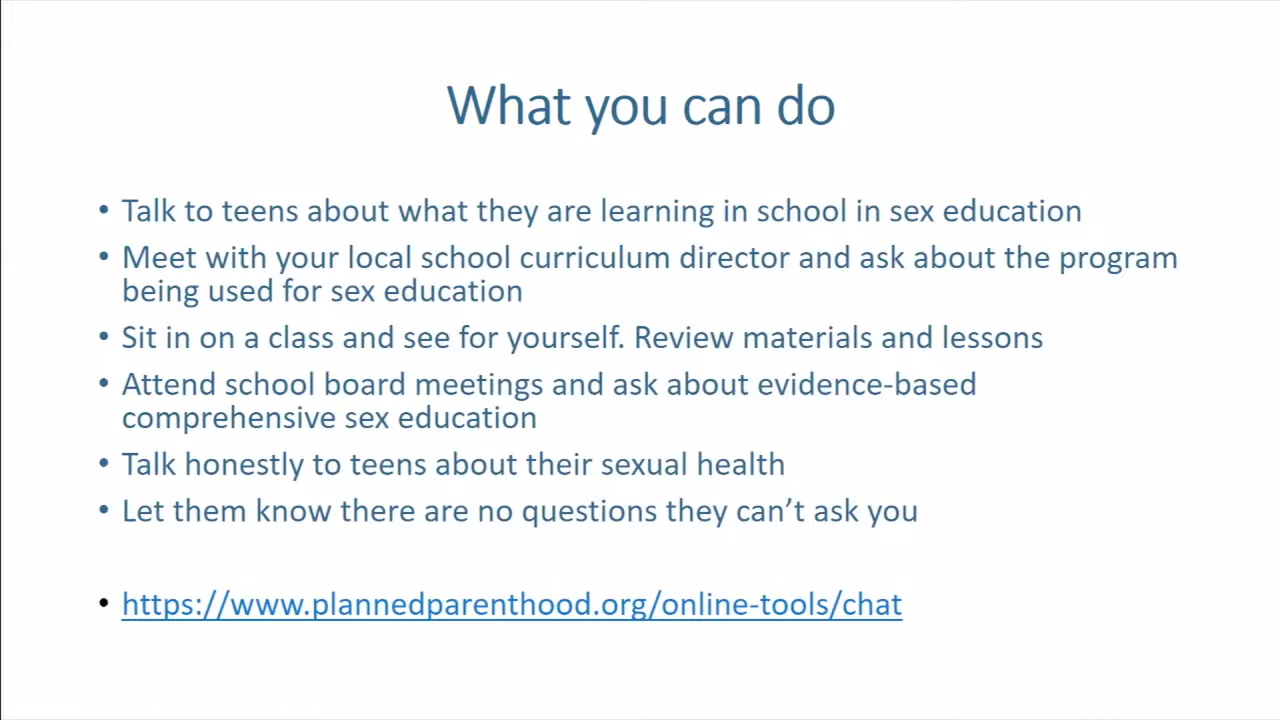 What you can do
• Talk to teens about what they are learning in school in sex education
• Meet with your local school curriculum director and ask about the program
being used for sex education
• Sit in on a class and see for yourself. Review materials and lessons
• Attend school board meetings and ask about evidence-based
comprehensive sex education
• Talk honestly to teens about their sexual health
• Let them know there are no questions they can’t ask you
• https://www.plannedparenthood.org/online-tools/chat